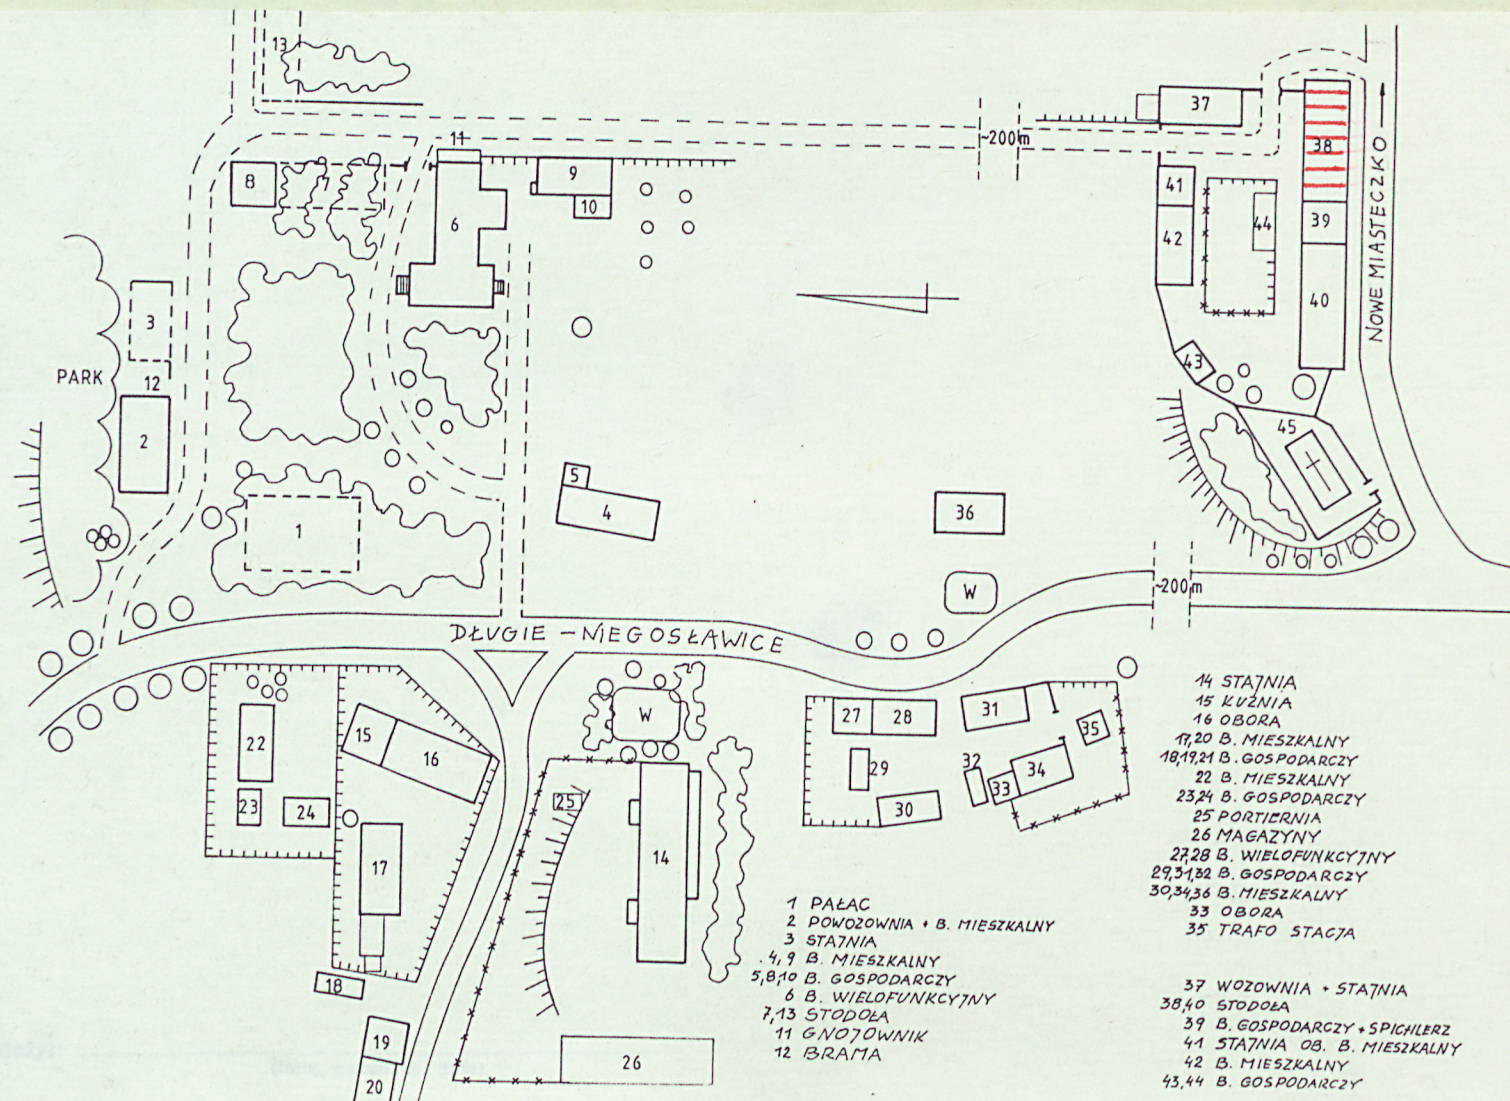 13
11
~200 m
37
38
8
7
9
10
6
41
42
44
39
40
NOWE MIASTECZKO
3
PARK
12
2
43
45
1
5
4
36
W
~200 m
DŁUGIE - NIEGOSŁAWICE
22
15
16
W
27
28
31
35
29
32
33
34
30
23
24
25
17
14
18
19
20
26
1 PAŁAC
2 POWOZOWNIA + B. MIESZKALNY
3 STAJNIA
4,9 B. MIESZKALNY
5,8,10 B. GOSPODARCZY
6 B. WIELOFUNKCYJNY
7,13 STODOŁA
11 GNOJOWNIK
12 BRAMA
14 STAJNIA
15 KUŹNIA
16 OBORA
17,20 B. MIESZKALNY
18,19,21 B. GOSPODARCZY
22 B. MIESZKALNY
23,24 B. GOSPODARCZY
25 PORTIERNIA
26 MAGAZYNY
27,28 B. WIELOFUNKCYJNY
29,31,32 B. GOSPODARCZY
30,34,36 B. MIESZKALNY
33 OBORA
35 TRAFO STACJA
37 WOZOWNIA + STAJNIA
38,40 STODOŁA
39 B. GOSPODARCZY + SPICHLERZ
41 STAJNIA OB. B. MIESZKALNY
42 B. MIESZKALNY
43,44 B. GOSPODARCZY